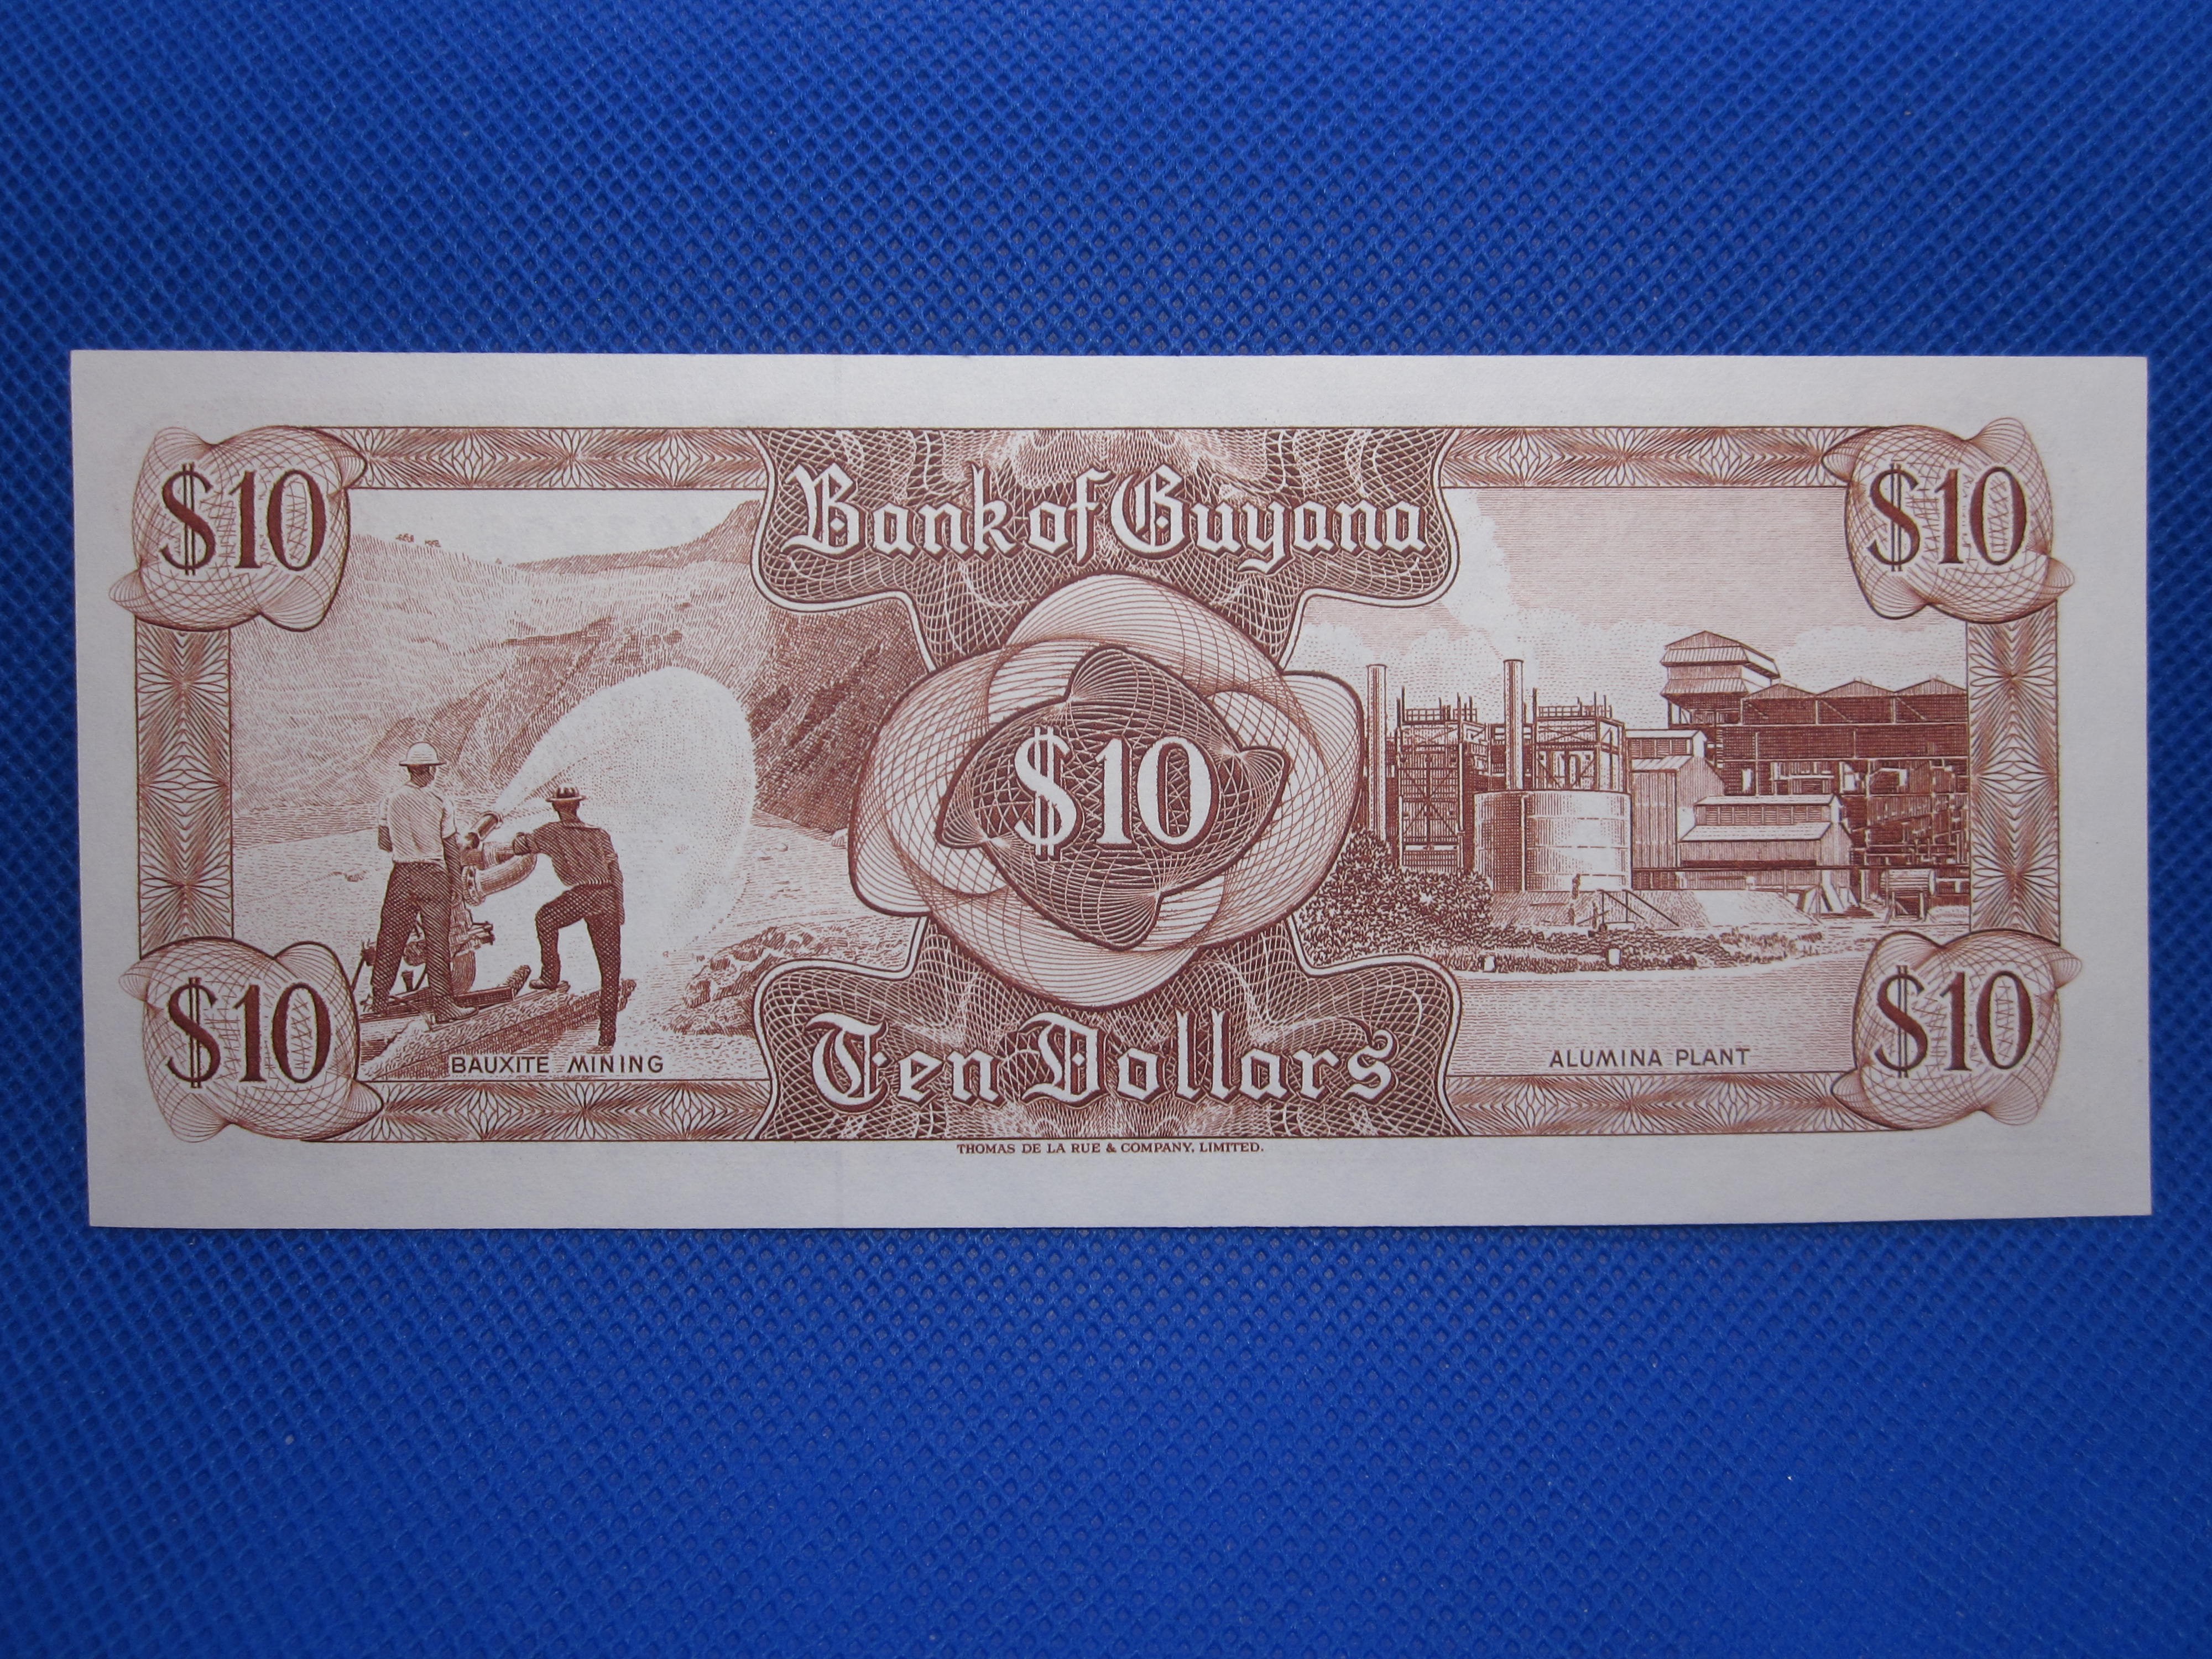 $10
Bank of Guyana
$10
$10
$10
BAUXITE MINING
Ten Dollars
ALUMINA PLANT
$10
THOMAS DE LA RUE & COMPANY, LIMITED.